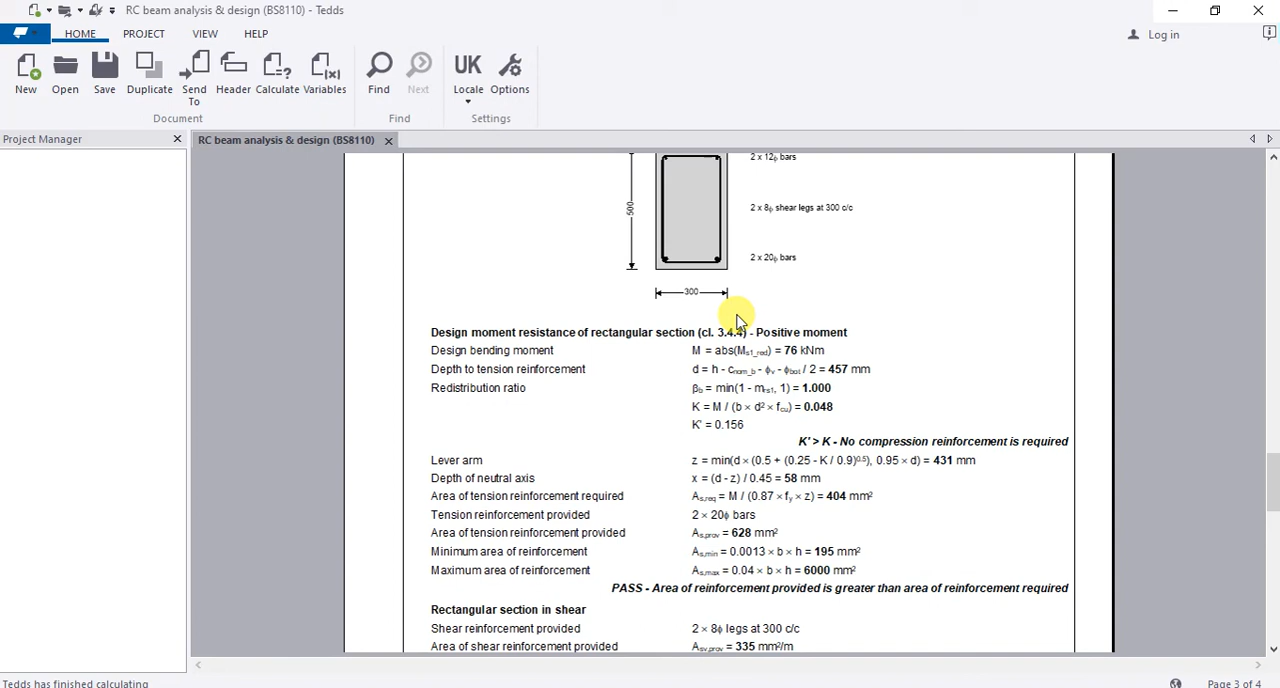 RC beam analysis & design (BS8110) - Tedds
HOME PROJECT VIEW HELP
Log in
New Open Save Duplicate Send To Header Calculate Variables Find Next UK Locale Options
Document Find Settings
Project Manager
RC beam analysis & design (BS8110)
2 x 12ϕ bars
500
2 x 8ϕ shear legs at 300 c/c
2 x 20ϕ bars
300
Design moment resistance of rectangular section (cl. 3.4.4) - Positive moment
Design bending moment M = abs(Ms1_red) = 76 kNm
Depth to tension reinforcement d = h - cnom_b - ϕv - ϕbot / 2 = 457 mm
Redistribution ratio βb = min(1 - mrs1, 1) = 1.000
K = M / (b × d² × fcu) = 0.048
K' = 0.156
K' > K - No compression reinforcement is required
Lever arm z = min(d × (0.5 + (0.25 - K / 0.9)^0.5), 0.95 × d) = 431 mm
Depth of neutral axis x = (d - z) / 0.45 = 58 mm
Area of tension reinforcement required As,req = M / (0.87 × fy × z) = 404 mm²
Tension reinforcement provided 2 × 20ϕ bars
Area of tension reinforcement provided As,prov = 628 mm²
Minimum area of reinforcement As,min = 0.0013 × b × h = 195 mm²
Maximum area of reinforcement As,max = 0.04 × b × h = 6000 mm²
PASS - Area of reinforcement provided is greater than area of reinforcement required
Rectangular section in shear
Shear reinforcement provided 2 × 8ϕ legs at 300 c/c
Area of shear reinforcement provided Asv,prov = 335 mm²/m
Tedds has finished calculating
Page 3 of 4